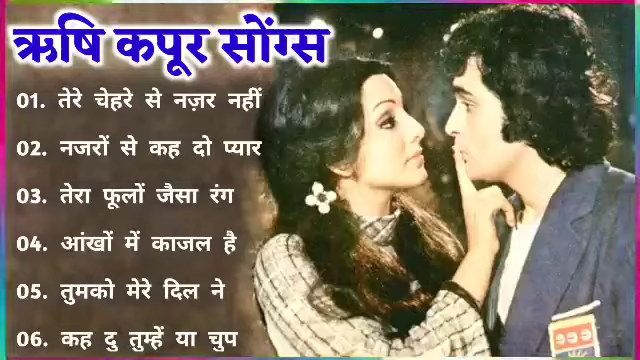 ऋषि कपूर सोंग्स
01. तेरे चेहरे से नज़र नहीं
02. नजरों से कह दो प्यार
03. तेरा फूलों जैसा रंग
04. आंखों में काजल है
05. तुमको मेरे दिल ने
06. कह दु तुम्हें या चुप